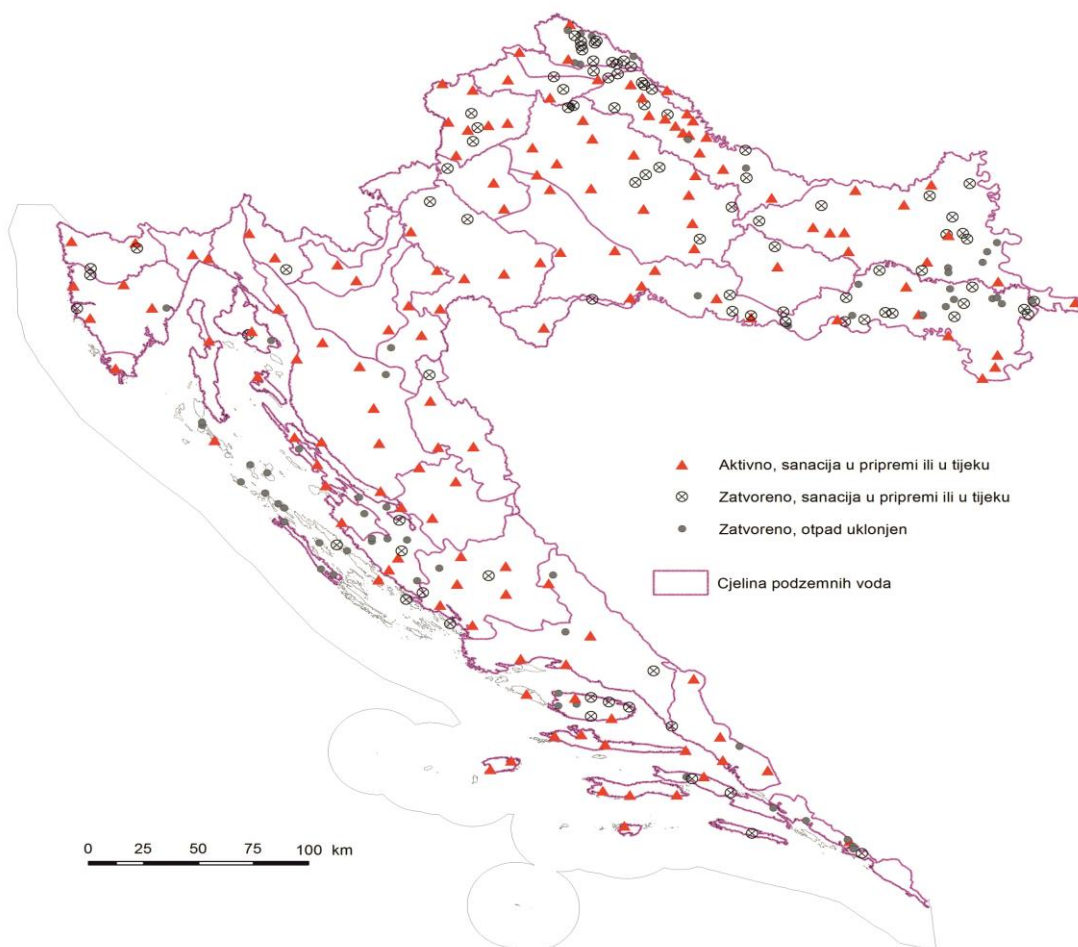 Aktivno, sanacija u pripremi ili u tijeku
Zatvoreno, sanacija u pripremi ili u tijeku
Zatvoreno, otpad uklonjen
Cjelina podzemnih voda
0 25 50 75 100 km